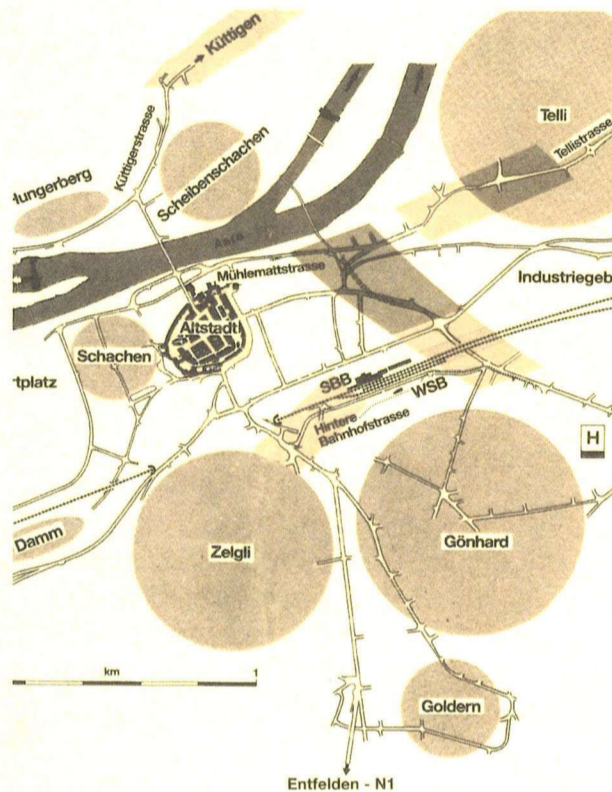 Küttigen
Telli
Küttigerstrasse
Tellistrasse
Hungerberg
Scheibenschachen
Aare
Mühlemattstrasse
Industriegeb
Altstadt
Schachen
rtplatz
SBB
WSB
Hintere
Bahnhofstrasse
H
Damm
Zelgli
Gönhard
km
1
Goldern
Entfelden - N1